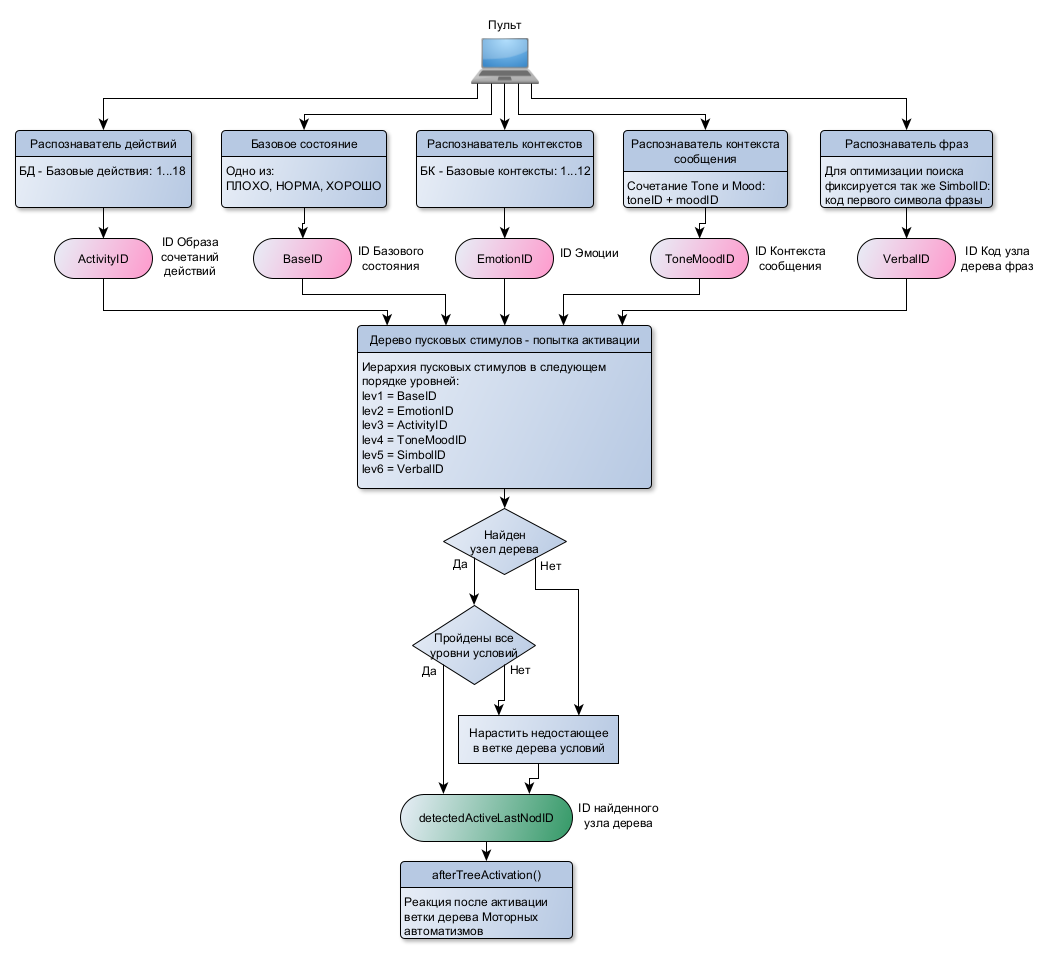 Пульт
Распознаватель действий
БД - Базовые действия: 1...18
Базовое состояние
Одно из:
ПЛОХО, НОРМА, ХОРОШО
Распознаватель контекстов
БК - Базовые контексты: 1...12
Распознаватель контекста
сообщения
Сочетание Tone и Mood:
toneID + moodID
Распознаватель фраз
Для оптимизации поиска
фиксируется так же SimbolID:
код первого символа фразы
ActivityID
ID Образа
сочетаний
действий
BaseID
ID Базового
состояния
EmotionID
ID Эмоции
ToneMoodID
ID Контекста
сообщения
VerbalID
ID Код узла
дерева фраз
Дерево пусковых стимулов - попытка активации
Иерархия пусковых стимулов в следующем
порядке уровней:
lev1 = BaseID
lev2 = EmotionID
lev3 = ActivityID
lev4 = ToneMoodID
lev5 = SimbolID
lev6 = VerbalID
Найден
узел дерева
Да
Нет
Пройдены все
уровни условий
Да
Нет
Нарастить недостающее
в ветке дерева условий
detectedActiveLastNodID
ID найденного
узла дерева
afterTreeActivation()
Реакция после активации
ветки дерева Моторных
автоматизмов